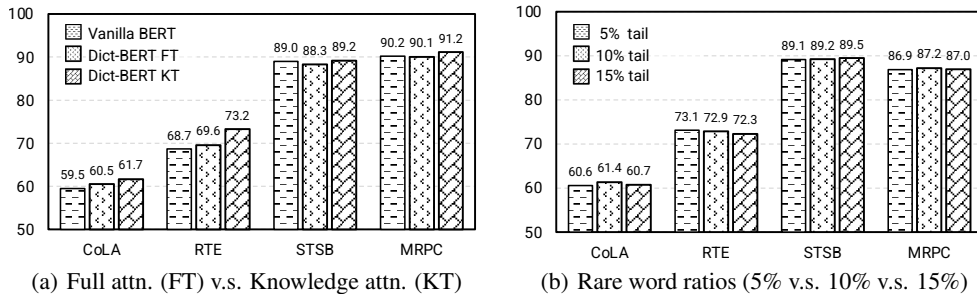 100
90
80
70
60
50
Vanilla BERT
Dict-BERT FT
Dict-BERT KT
59.5 60.5 61.7
68.7 69.6 73.2
89.0 88.3 89.2
90.2 90.1 91.2
CoLA RTE STSB MRPC
(a) Full attn. (FT) v.s. Knowledge attn. (KT)
100
90
80
70
60
50
5% tail
10% tail
15% tail
60.6 61.4 60.7
73.1 72.9 72.3
89.1 89.2 89.5
86.9 87.2 87.0
CoLA RTE STSB MRPC
(b) Rare word ratios (5% v.s. 10% v.s. 15%)